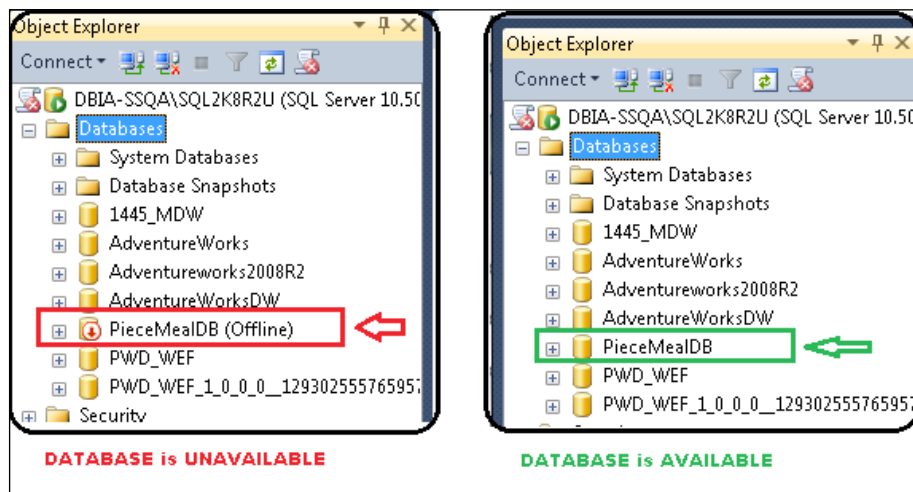 Object Explorer
Connect
DBIA-SSQA\SQL2K8R2U (SQL Server 10.50
Databases
System Databases
Database Snapshots
1445_MDW
AdventureWorks
Adventureworks2008R2
AdventureWorksDW
PieceMealDB (Offline)
PWD_WEF
PWD_WEF_1_0_0_0__129302555765957
Security
DATABASE is UNAVAILABLE
Object Explorer
Connect
DBIA-SSQA\SQL2K8R2U (SQL Server 10.50
Databases
System Databases
Database Snapshots
1445_MDW
AdventureWorks
Adventureworks2008R2
AdventureWorksDW
PieceMealDB
PWD_WEF
PWD_WEF_1_0_0_0__129302555765957
DATABASE is AVAILABLE